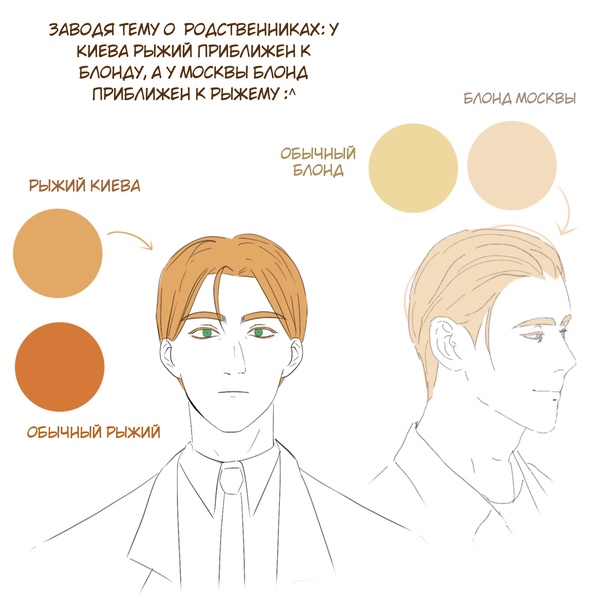 ЗАВОДЯ ТЕМУ О РОДСТВЕННИКАХ: У
КИЕВА РЫЖИЙ ПРИБЛИЖЕН К
БЛОНДУ, А У МОСКВЫ БЛОНД
ПРИБЛИЖЕН К РЫЖЕМУ :^
БЛОНД МОСКВЫ
ОБЫЧНЫЙ
БЛОНД
РЫЖИЙ КИЕВА
ОБЫЧНЫЙ РЫЖИЙ